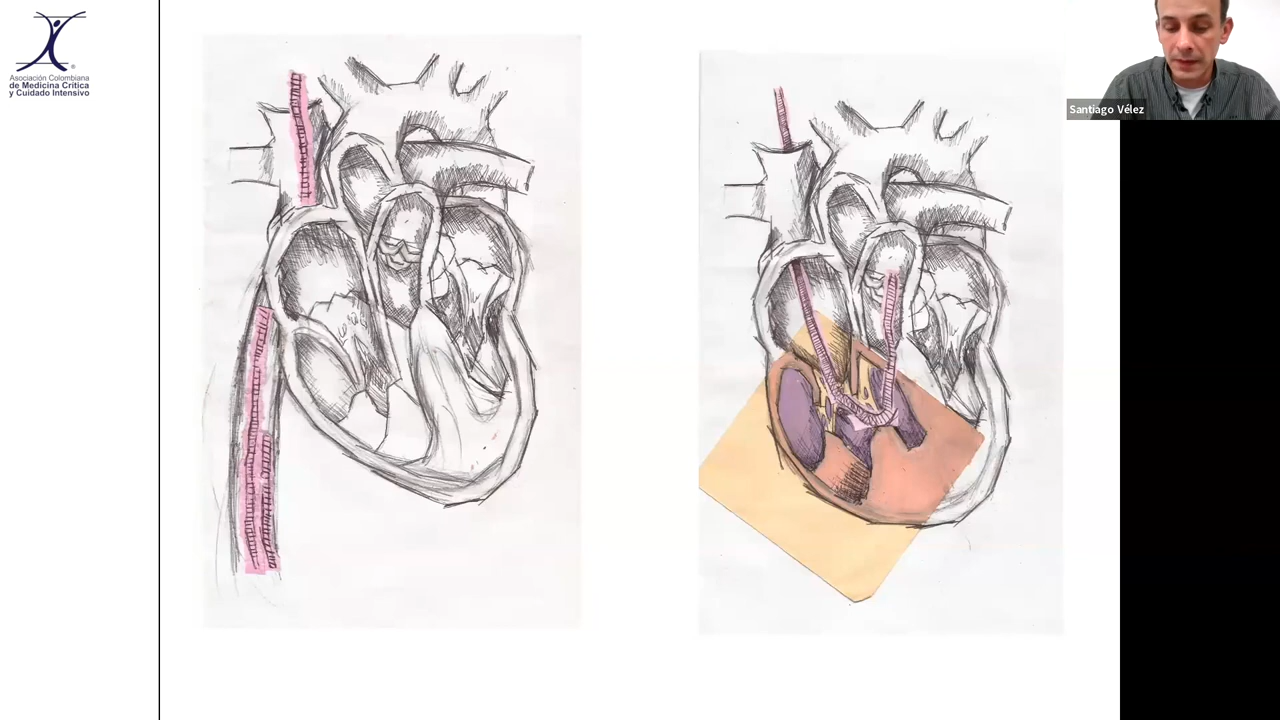 Asociación Colombiana
de Medicina Crítica
y Cuidado Intensivo
Santiago Vélez